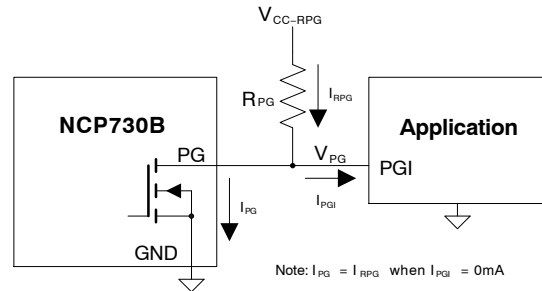 VCC-RPG
RPG
IRPG
NCP730B
PG
VPG
Application
PGI
IPG
IPGI
GND
Note: IPG = IRPG when IPGI = 0mA